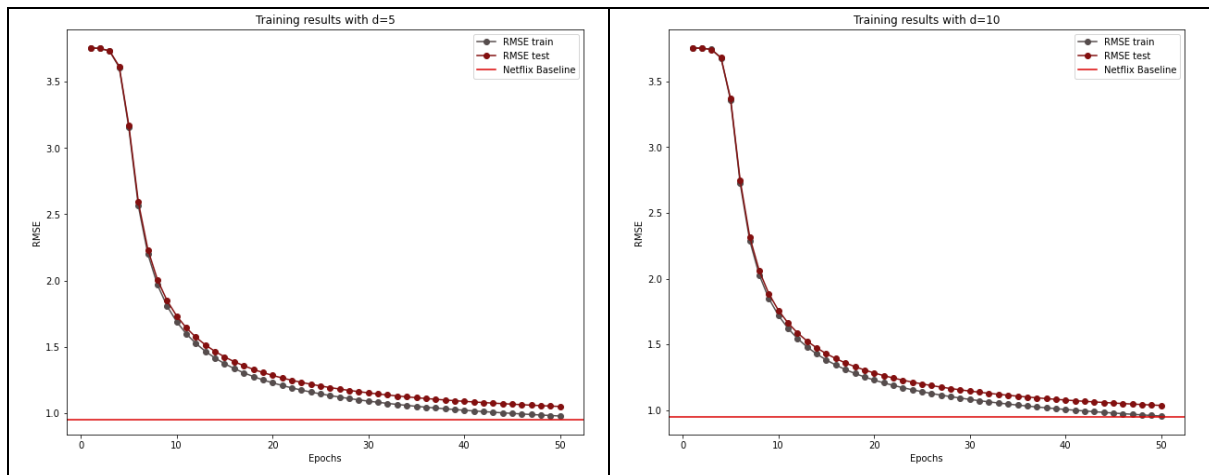 Training results with d=5
RMSE train
RMSE test
Netflix Baseline
3.5
3.0
2.5
2.0
1.5
1.0
RMSE
0
10
20
30
40
50
Epochs
Training results with d=10
RMSE train
RMSE test
Netflix Baseline
3.5
3.0
2.5
2.0
1.5
1.0
RMSE
0
10
20
30
40
50
Epochs